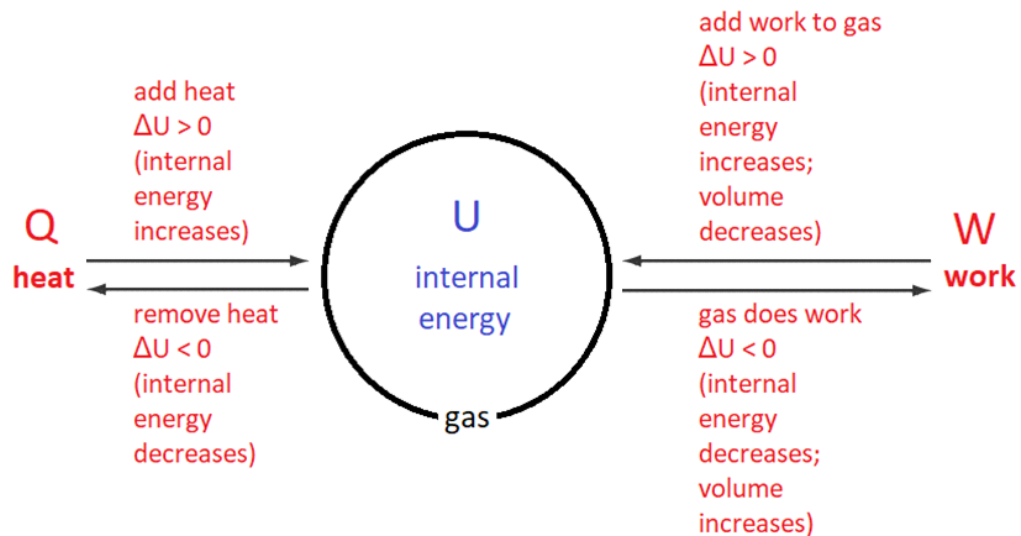 add heat
ΔU > 0
(internal
energy
increases)
Q
heat
remove heat
ΔU < 0
(internal
energy
decreases)
U
internal
energy
gas
add work to gas
ΔU > 0
(internal
energy
increases;
volume
decreases)
W
work
gas does work
ΔU < 0
(internal
energy
decreases;
volume
increases)